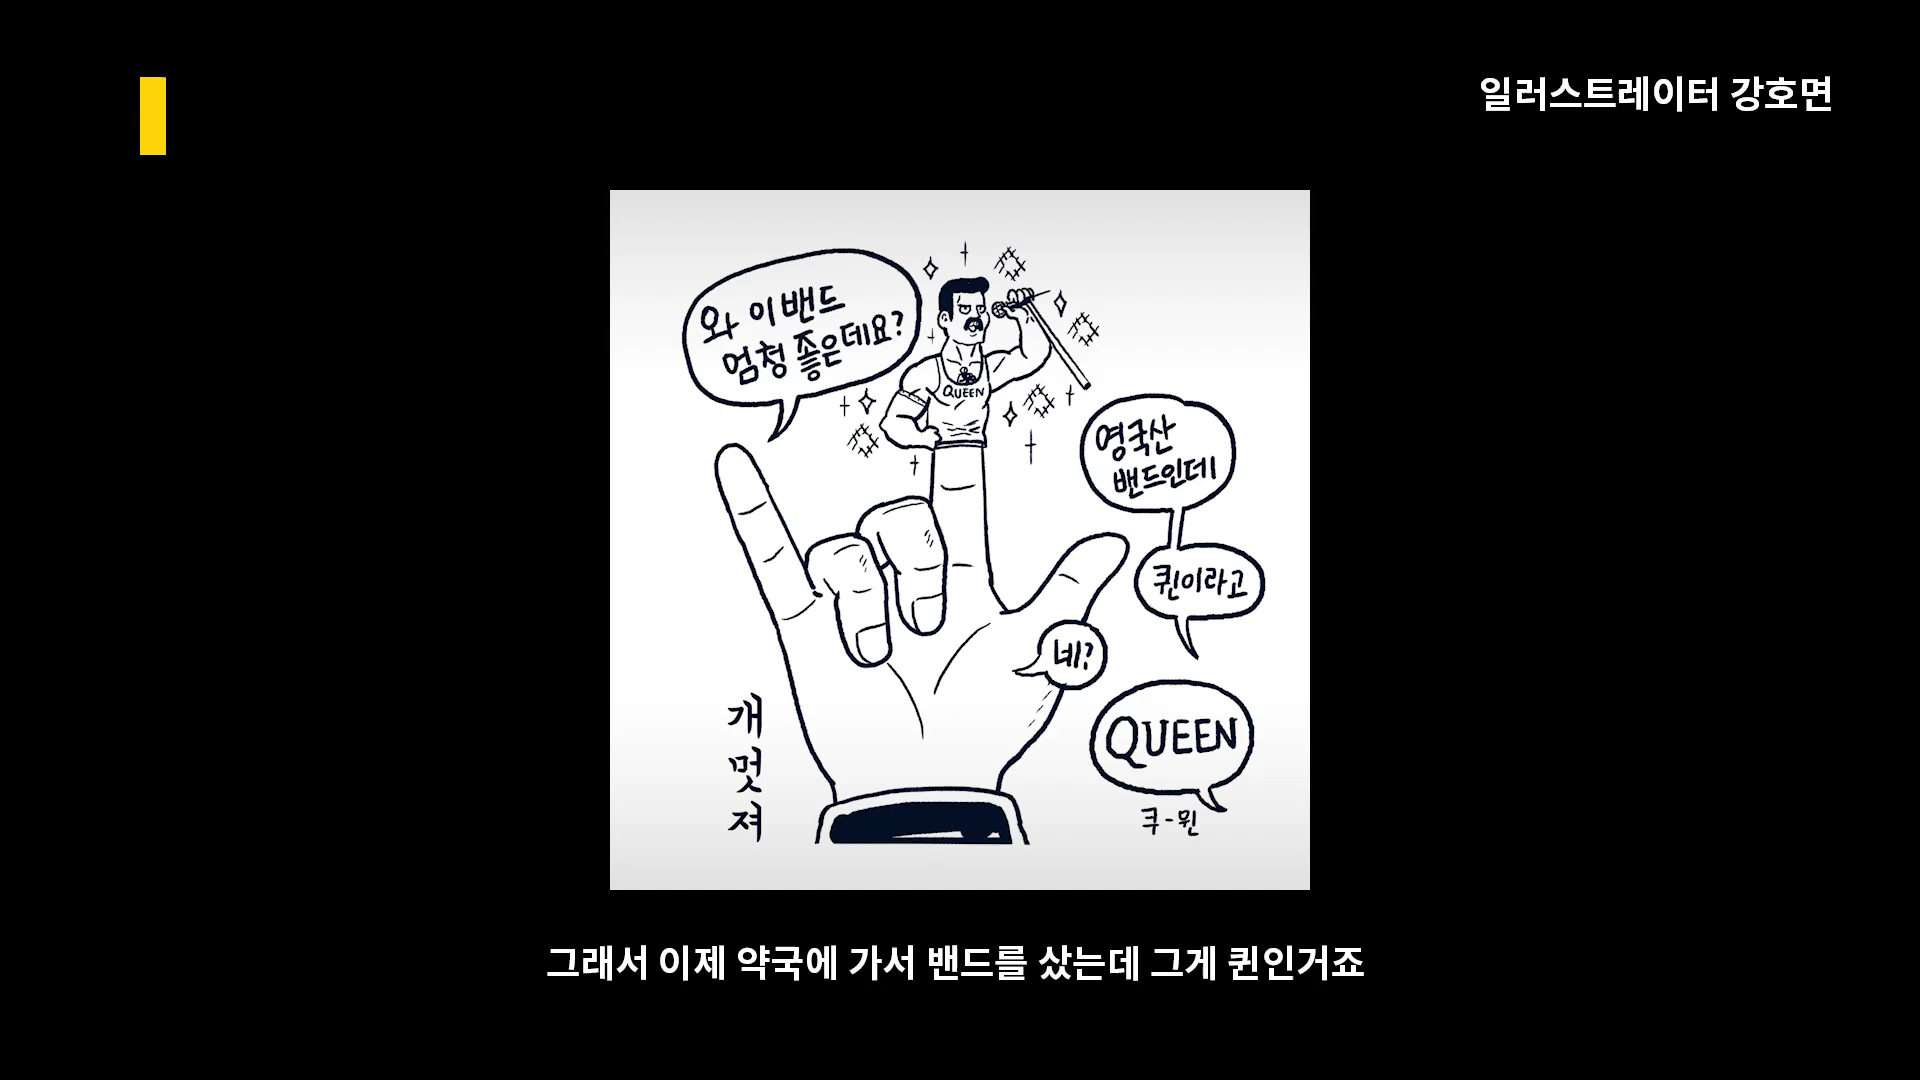 일러스트레이터 강호면
와 이 밴드
엄청 좋은데요?
QUEEN
영국산
밴드인데
퀸이라고
네?
QUEEN
쿠-퀸
개
멋
져
그래서 이제 약국에 가서 밴드를 샀는데 그게 퀸인거죠